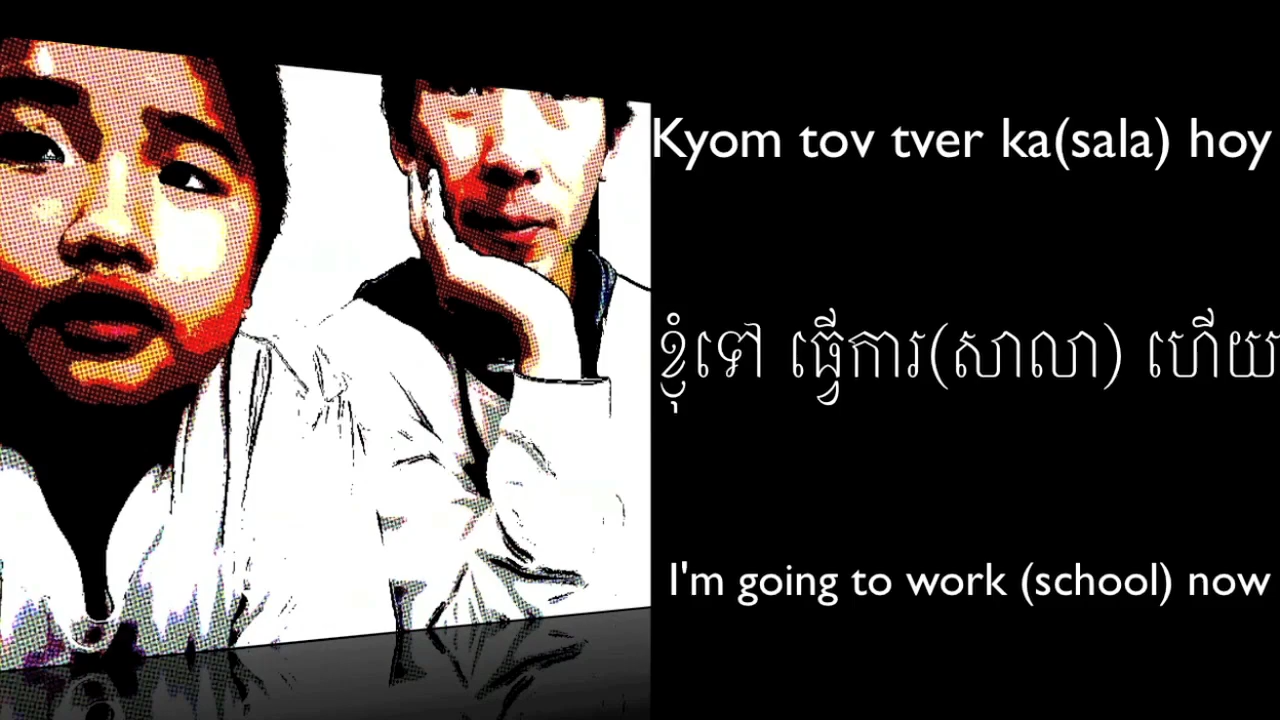 Kyom tov tver ka(sala) hoy
ខ្ញុំទៅ ធ្វើការ(សាលា) ហើយ
I'm going to work (school) now